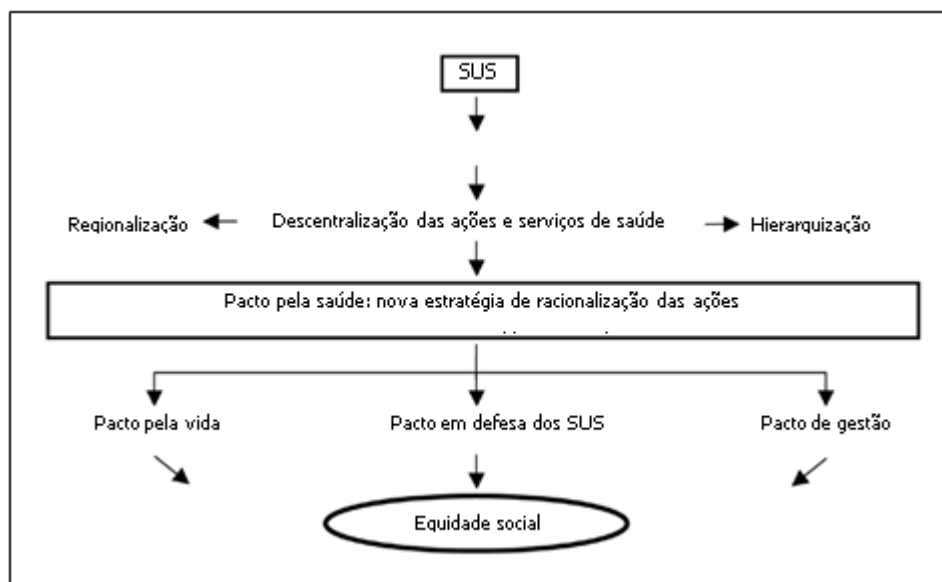 SUS
Regionalização
Descentralização das ações e serviços de saúde
Hierarquização
Pacto pela saúde: nova estratégia de racionalização das ações
Pacto pela vida
Pacto em defesa dos SUS
Pacto de gestão
Equidade social